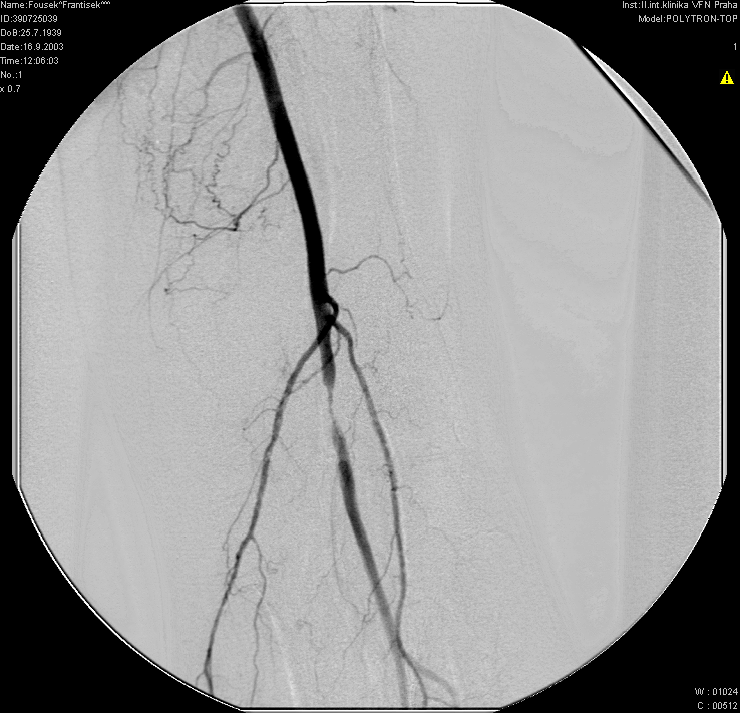 Name:Fousek^Frantisek^^^
ID:390725039
DoB:25.7.1939
Date:16.9.2003
Time:12:06:03
No.:1
x 0.7
Inst:II.int.klinika VFN Praha
Model:POLYTRON-TOP
1
W : 01024
C : 00512